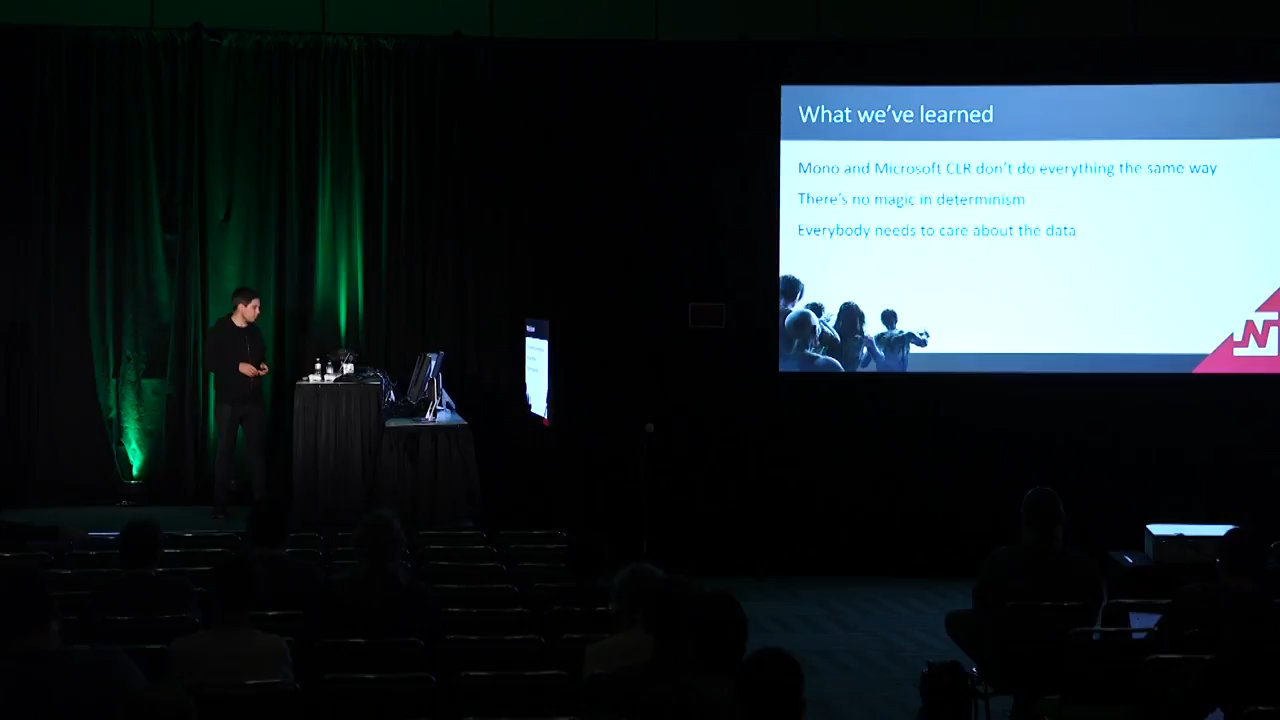 What we've learned
Mono and Microsoft CLR don't do everything the same way
There's no magic in determinism
Everybody needs to care about the data
N